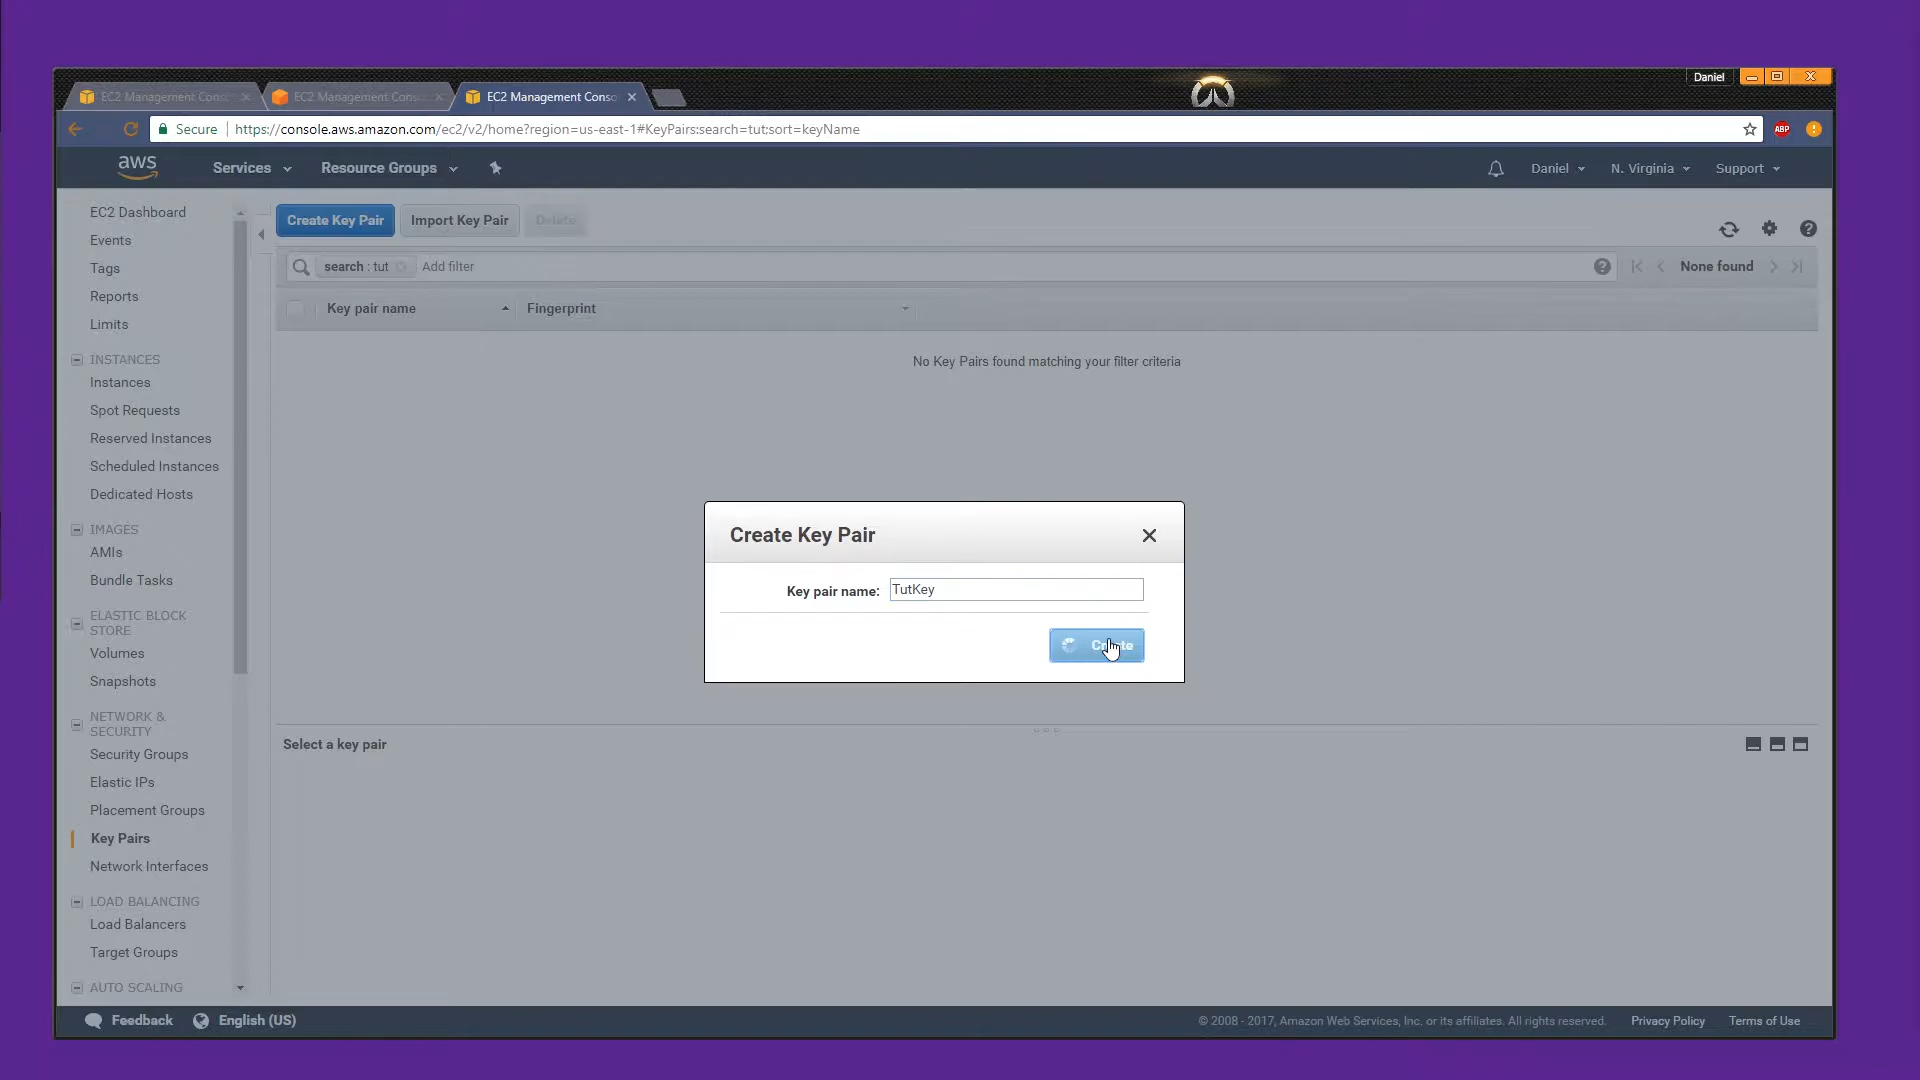 Daniel
EC2 Management Conso
EC2 Management Conso
EC2 Management Conso
Secure
https://console.aws.amazon.com/ec2/v2/home?region=us-east-1#KeyPairs:search=tut;sort=keyName
ABP
aws
Services
Resource Groups
Daniel
N. Virginia
Support
EC2 Dashboard
Events
Tags
Reports
Limits
INSTANCES
Instances
Spot Requests
Reserved Instances
Scheduled Instances
Dedicated Hosts
IMAGES
AMIs
Bundle Tasks
ELASTIC BLOCK
STORE
Volumes
Snapshots
NETWORK &
SECURITY
Security Groups
Elastic IPs
Placement Groups
Key Pairs
Network Interfaces
LOAD BALANCING
Load Balancers
Target Groups
AUTO SCALING
Create Key Pair
Import Key Pair
Delete
search : tut
Add filter
None found
Key pair name
Fingerprint
No Key Pairs found matching your filter criteria
Create Key Pair
Key pair name:
TutKey
Create
Select a key pair
Feedback
English (US)
© 2008 - 2017, Amazon Web Services, Inc. or its affiliates. All rights reserved.
Privacy Policy
Terms of Use